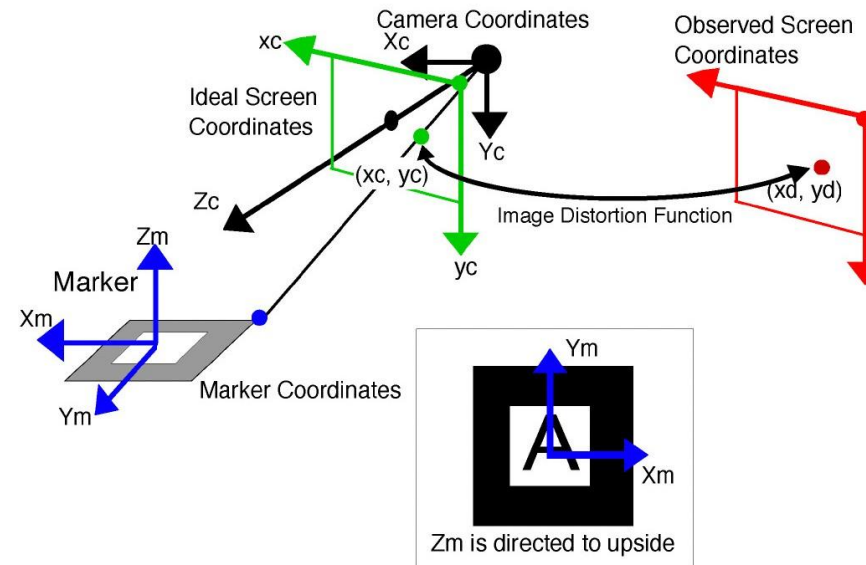 Camera Coordinates
Observed Screen
Coordinates
xc
Xc
Ideal Screen
Coordinates
Yc
(xc, yc)
(xd, yd)
Zc
Image Distortion Function
Zm
yc
Marker
Xm
Marker Coordinates
Ym
Ym
A
Xm
Zm is directed to upside